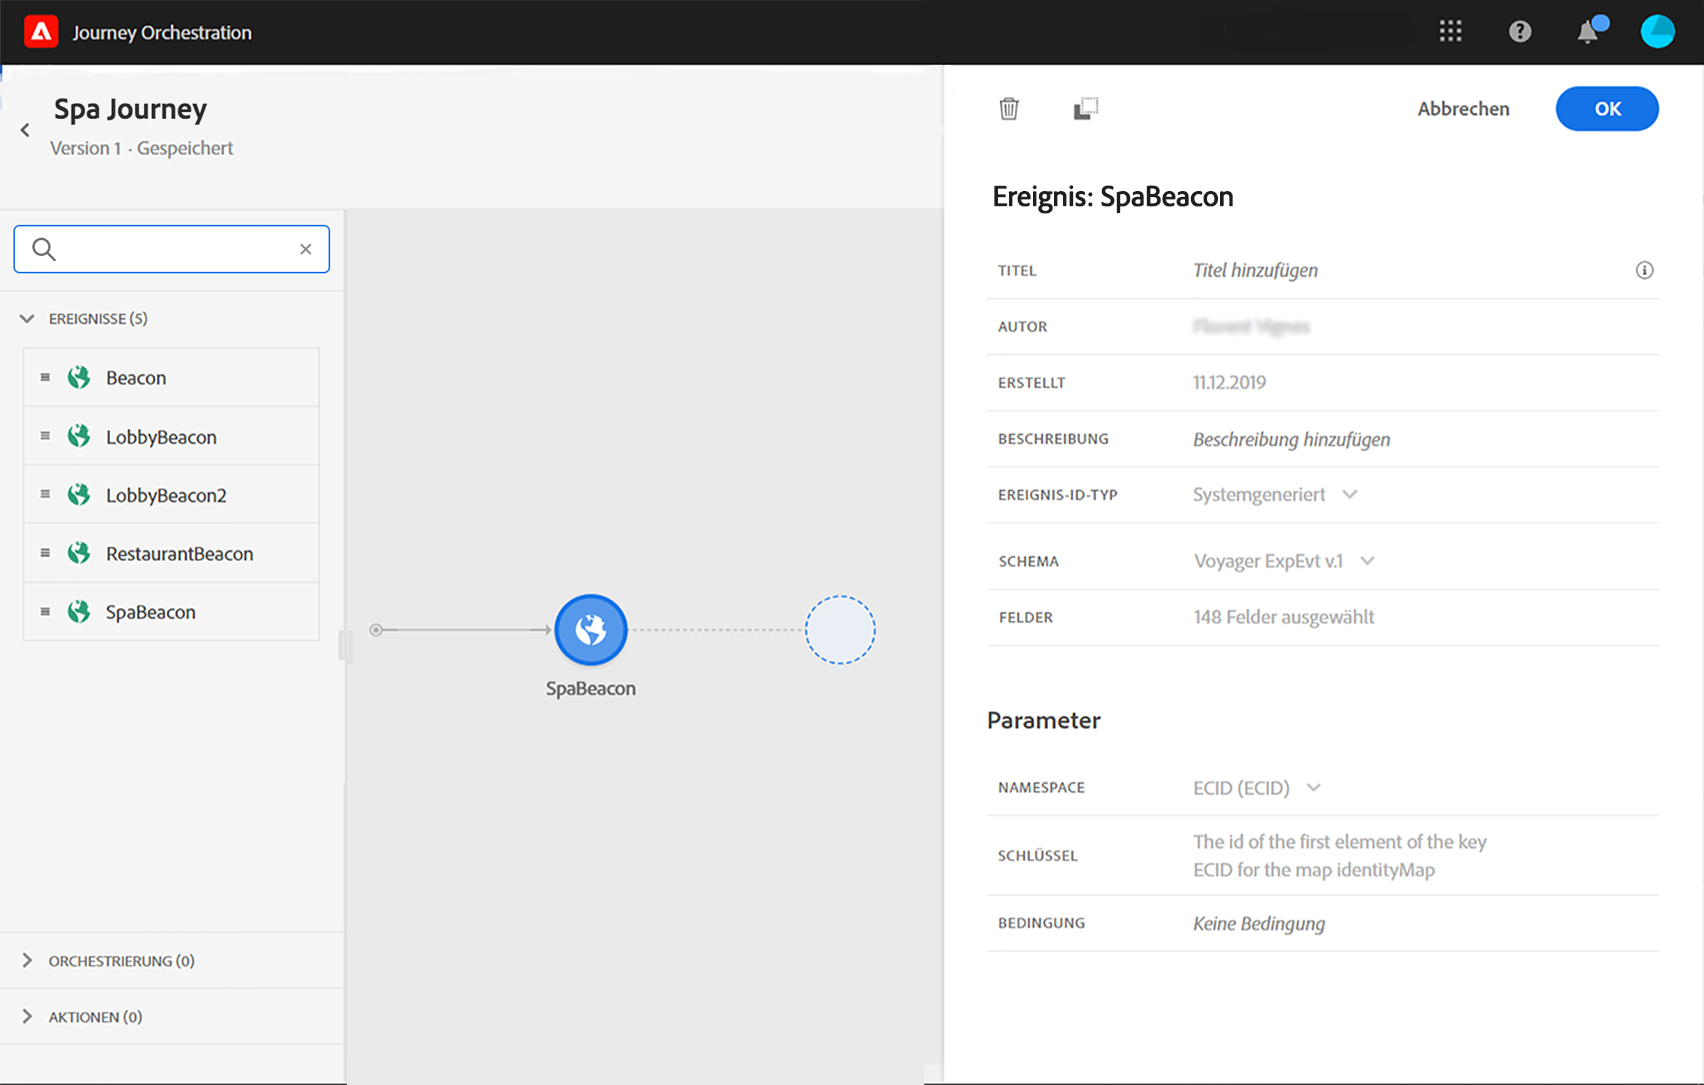 Journey Orchestration
Spa Journey
Version 1 · Gespeichert
EREIGNISSE (5)
Beacon
LobbyBeacon
LobbyBeacon2
RestaurantBeacon
SpaBeacon
ORCHESTRIERUNG (0)
AKTIONEN (0)
SpaBeacon
Abbrechen
OK
Ereignis: SpaBeacon
TITEL Titel hinzufügen
AUTOR
ERSTELLT 11.12.2019
BESCHREIBUNG Beschreibung hinzufügen
EREIGNIS-ID-TYP Systemgeneriert
SCHEMA Voyager ExpEvt v.1
FELDER 148 Felder ausgewählt
Parameter
NAMESPACE ECID (ECID)
SCHLÜSSEL The id of the first element of the key
ECID for the map identityMap
BEDINGUNG Keine Bedingung